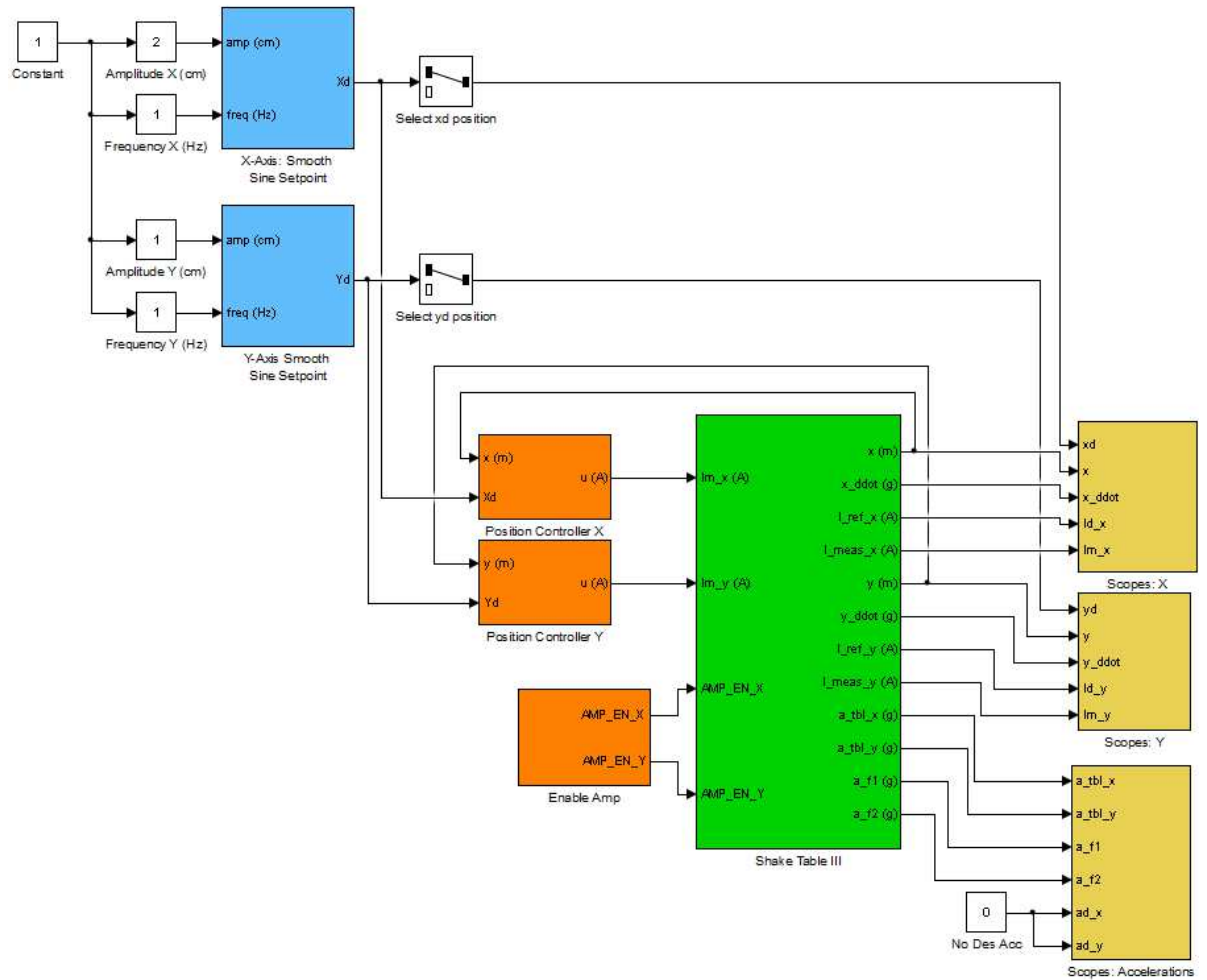 1
Constant
2
Amplitude X (cm)
1
Frequency X (Hz)
amp (cm)
freq (Hz)
Xd
X-Axis: Smooth
Sine Setpoint
Select xd position
1
Amplitude Y (cm)
1
Frequency Y (Hz)
amp (cm)
freq (Hz)
Yd
Y-Axis Smooth
Sine Setpoint
Select yd position
x (m)
Xd
u (A)
Position Controller X
y (m)
Yd
u (A)
Position Controller Y
AMP_EN_X
AMP_EN_Y
Enable Amp
Im_x (A)
Im_y (A)
AMP_EN_X
AMP_EN_Y
x (m)
x_ddot (g)
I_ref_x (A)
I_meas_x (A)
y (m)
y_ddot (g)
I_ref_y (A)
I_meas_y (A)
a_tbl_x (g)
a_tbl_y (g)
a_f1 (g)
a_f2 (g)
Shake Table III
xd
x
x_ddot
Id_x
Im_x
Scopes: X
yd
y
y_ddot
Id_y
Im_y
Scopes: Y
0
No Des Acc
a_tbl_x
a_tbl_y
a_f1
a_f2
ad_x
ad_y
Scopes: Accelerations